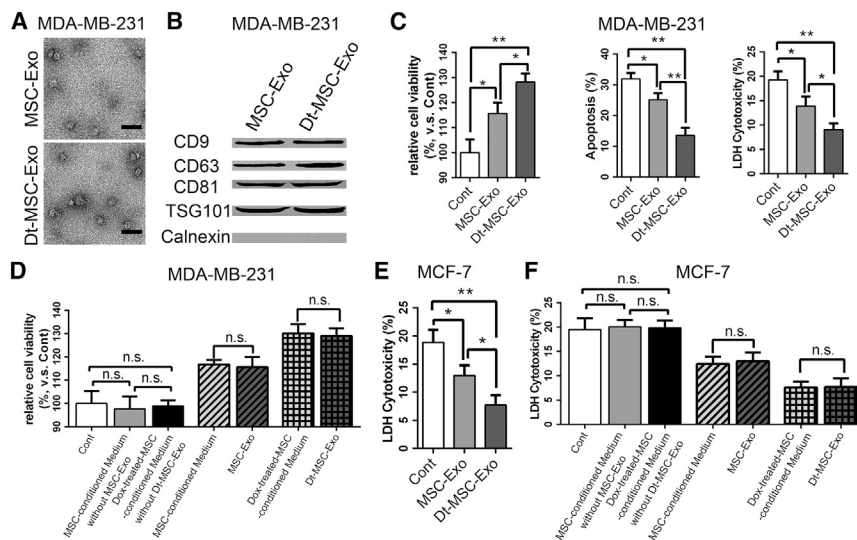 A
MDA-MB-231
MSC-Exo
Dt-MSC-Exo
B
MDA-MB-231
MSC-Exo
Dt-MSC-Exo
CD9
CD63
CD81
TSG101
Calnexin
C
MDA-MB-231
relative cell viability
(%, v.s. Cont)
90 100 110 120 130 140
**
*
*
Cont
MSC-Exo
Dt-MSC-Exo
Apoptosis (%)
0 10 20 30 40
**
*
**
Cont
MSC-Exo
Dt-MSC-Exo
LDH Cytotoxicity (%)
0 5 10 15 20 25
**
*
*
Cont
MSC-Exo
Dt-MSC-Exo
D
MDA-MB-231
relative cell viability
(%, v.s. Cont)
90 100 110 120 130 140
n.s.
n.s.
n.s.
n.s.
n.s.
Cont
MSC-conditioned Medium
without MSC-Exo
Dox-treated-MSC
-conditioned Medium
without Dt-MSC-Exo
MSC-conditioned Medium
MSC-Exo
Dox-treated-MSC
-conditioned Medium
Dt-MSC-Exo
E
MCF-7
LDH Cytotoxicity (%)
0 5 10 15 20 25
**
*
*
Cont
MSC-Exo
Dt-MSC-Exo
F
MCF-7
LDH Cytotoxicity (%)
0 5 10 15 20 25
n.s.
n.s.
n.s.
n.s.
n.s.
Cont
MSC-conditioned Medium
without MSC-Exo
Dox-treated-MSC
-conditioned Medium
without Dt-MSC-Exo
MSC-conditioned Medium
MSC-Exo
Dox-treated-MSC
-conditioned Medium
Dt-MSC-Exo